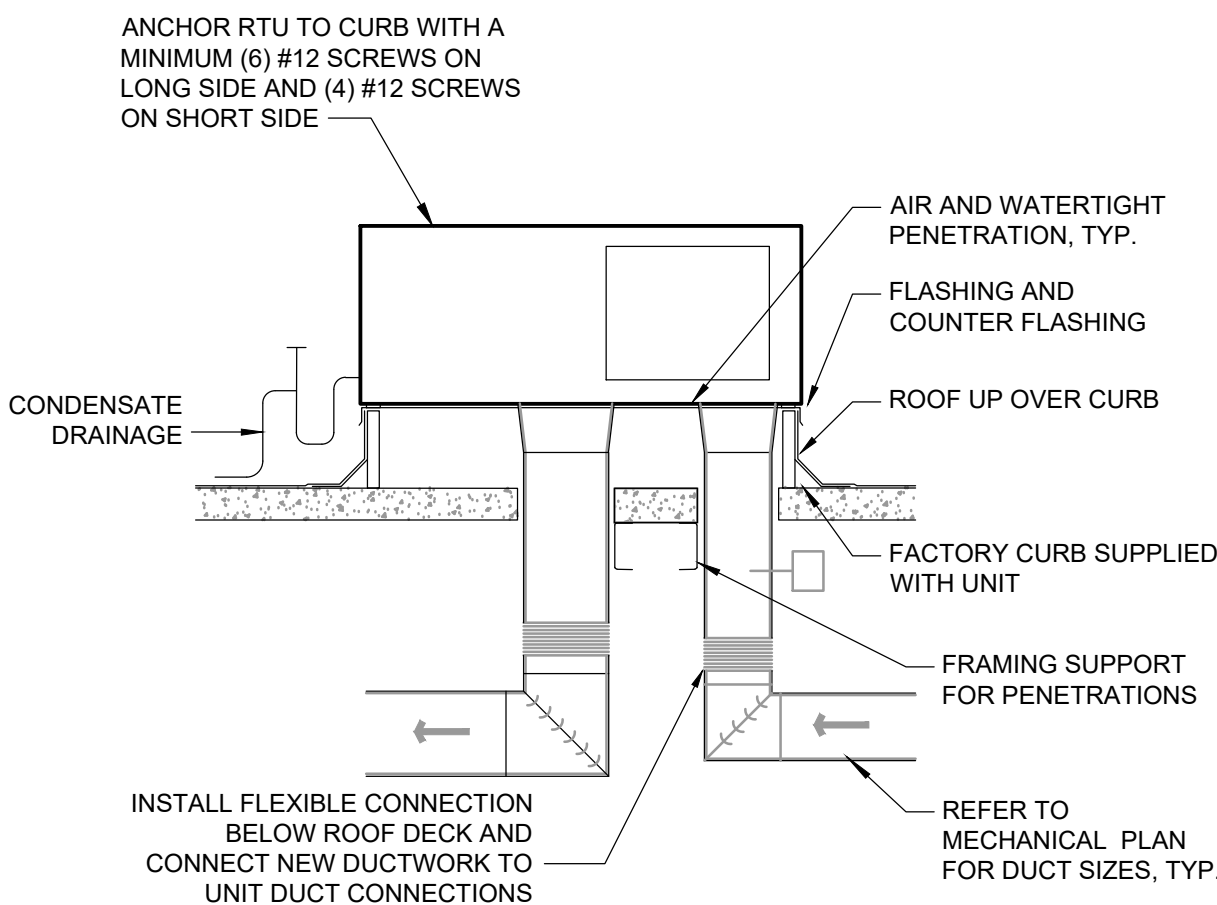 ANCHOR RTU TO CURB WITH A
MINIMUM (6) #12 SCREWS ON
LONG SIDE AND (4) #12 SCREWS
ON SHORT SIDE
AIR AND WATERTIGHT
PENETRATION, TYP.
FLASHING AND
COUNTER FLASHING
ROOF UP OVER CURB
CONDENSATE
DRAINAGE
FACTORY CURB SUPPLIED
WITH UNIT
FRAMING SUPPORT
FOR PENETRATIONS
INSTALL FLEXIBLE CONNECTION
BELOW ROOF DECK AND
CONNECT NEW DUCTWORK TO
UNIT DUCT CONNECTIONS
REFER TO
MECHANICAL PLAN
FOR DUCT SIZES, TYP.